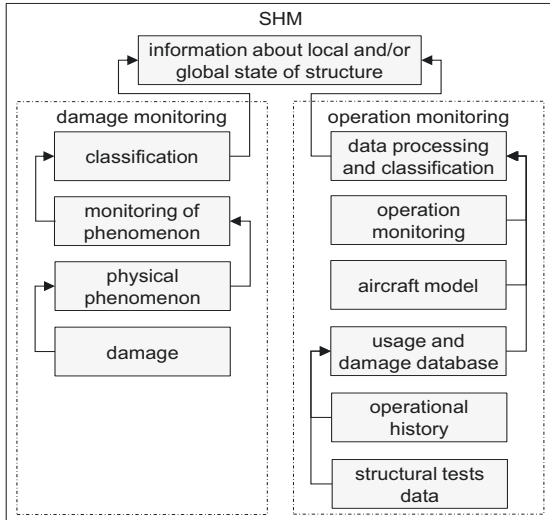 SHM
information about local and/or
global state of structure
damage monitoring
classification
monitoring of
phenomenon
physical
phenomenon
damage
operation monitoring
data processing
and classification
operation
monitoring
aircraft model
usage and
damage database
operational
history
structural tests
data